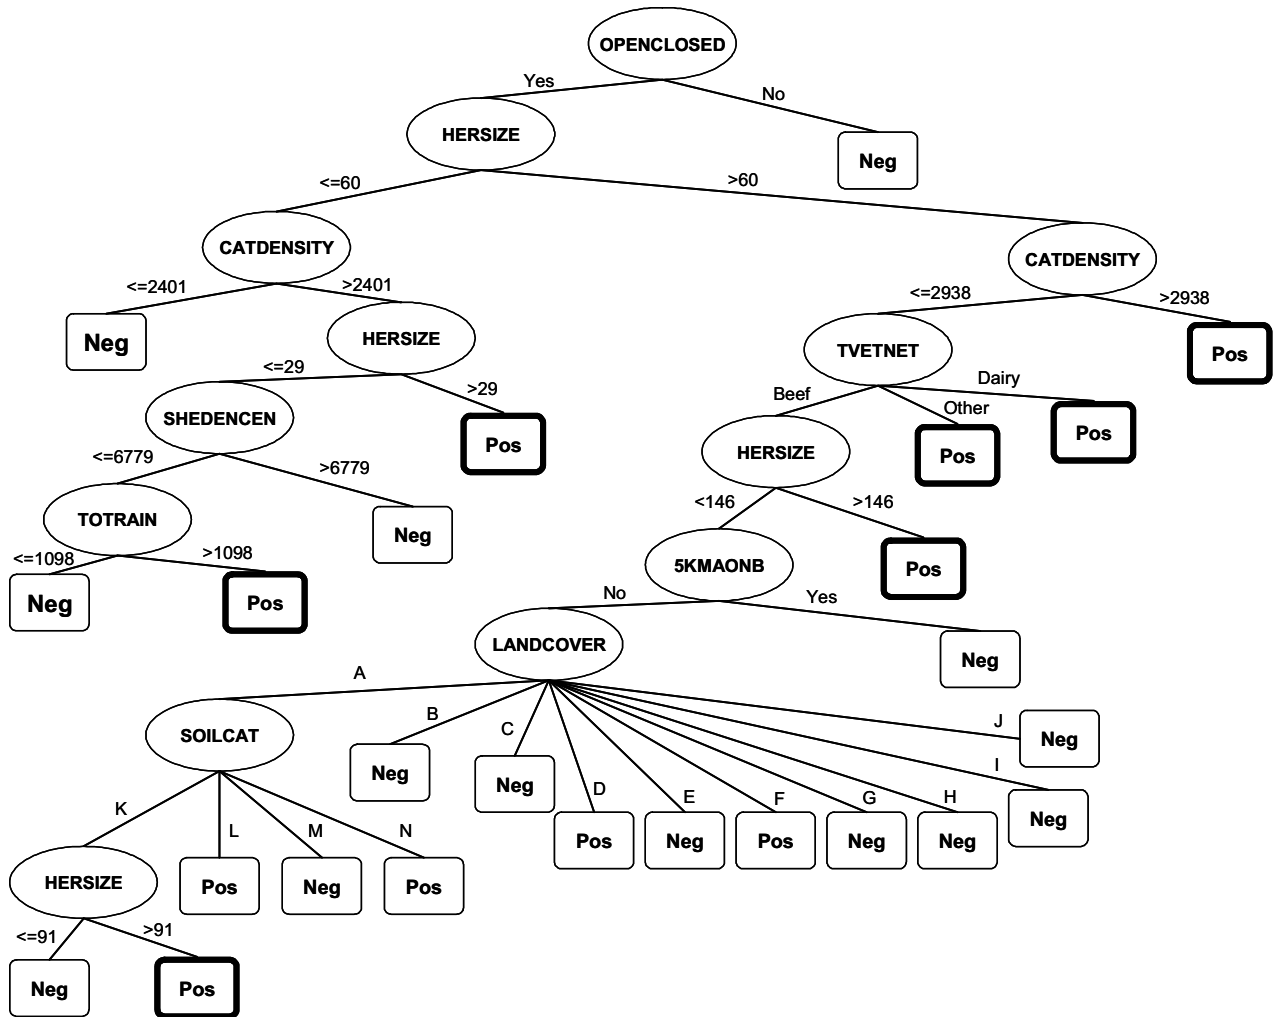 OPENCLOSED
Yes
No
HERSIZE
Neg
<=60
>60
CATDENSITY
CATDENSITY
<=2401
>2401
<=2938
>2938
Neg
HERSIZE
TVETNET
Pos
<=29
>29
Beef
Other
Dairy
SHEDENCEN
Pos
HERSIZE
Pos
Pos
<=6779
>6779
<146
>146
TOTRAIN
Neg
5KMAONB
Pos
<=1098
>1098
No
Yes
Neg
Pos
LANDCOVER
Neg
A
B
C
D
E
F
G
H
I
J
SOILCAT
Neg
Neg
Pos
Neg
Pos
Neg
Neg
Neg
Neg
K
L
M
N
HERSIZE
Pos
Neg
Pos
<=91
>91
Neg
Pos